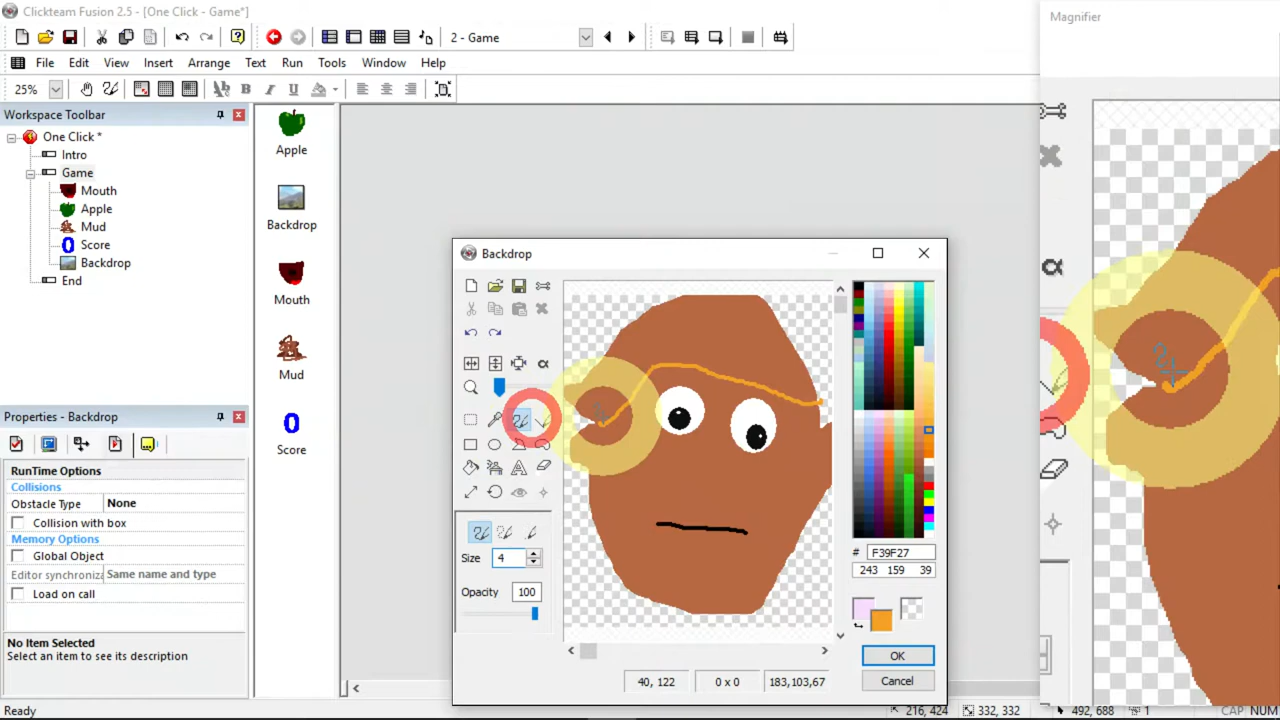 Clickteam Fusion 2.5 - [One Click - Game*]
Magnifier
2 - Game
File Edit View Insert Arrange Text Run Tools Window Help
25%
B I U
Workspace Toolbar
One Click *
Intro
Game
Mouth
Apple
Mud
Score
Backdrop
End
Apple
Backdrop
Mouth
Mud
Score
Properties - Backdrop
RunTime Options
Collisions
Obstacle Type None
Collision with box
Memory Options
Global Object
Editor synchroniza Same name and type
Load on call
No Item Selected
Select an item to see its description
Backdrop
Size 4
Opacity 100
# F39F27
243 159 39
OK
Cancel
40, 122 0 x 0 183,103,67
Ready 216, 424 332, 332 492, 688 1 CAP NUM